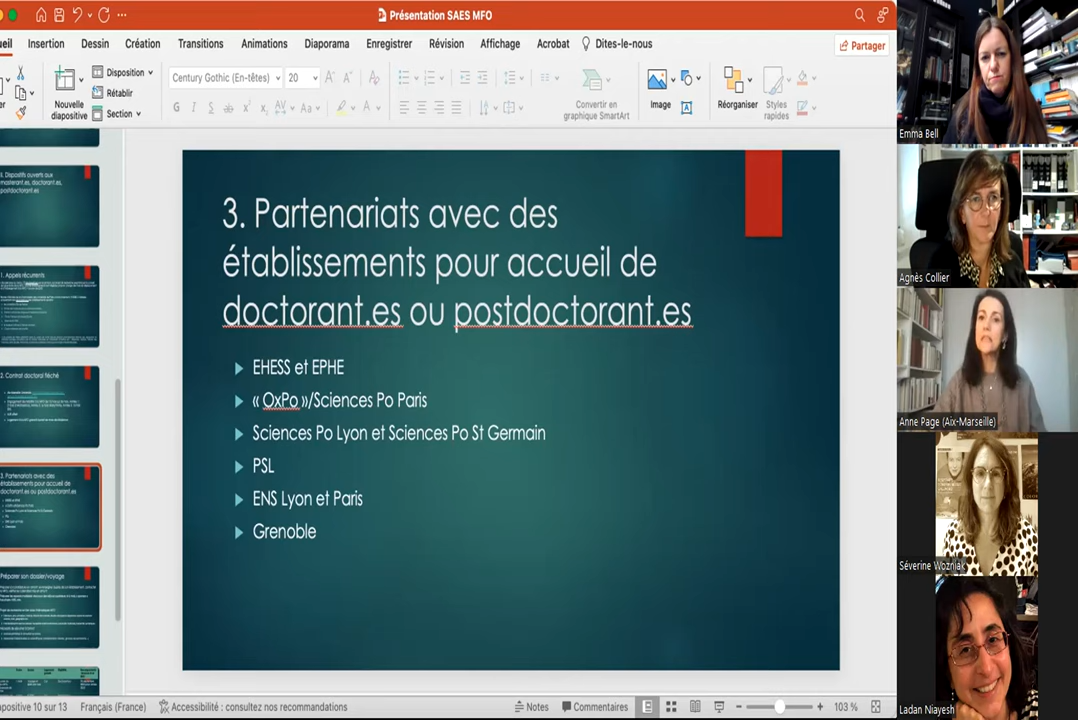 Présentation SAES MFO
Insertion Dessin Création Transitions Animations Diaporama Enregistrer Révision Affichage Acrobat Dites-le-nous
Partager
Disposition
Rétablir
Section
Nouvelle
diapositive
Century Gothic (En-têtes) 20
Convertir en
graphique SmartArt
Image
Réorganiser
Styles
rapides
1. Appels récurrents
2. Contrat doctoral fléché
3. Partenariats avec des
établissements pour accueil de
doctorant.es ou postdoctorant.es
Préparer son dossier/voyage
3. Partenariats avec des
établissements pour accueil de
doctorant.es ou postdoctorant.es
EHESS et EPHE
« OxPo »/Sciences Po Paris
Sciences Po Lyon et Sciences Po St Germain
PSL
ENS Lyon et Paris
Grenoble
Emma Bell
Agnès Collier
Anne Page (Aix-Marseille)
Séverine Wozniak
Ladan Niayesh
10 sur 13 Français (France) Accessibilité : consultez nos recommandations Notes Commentaires 103 %